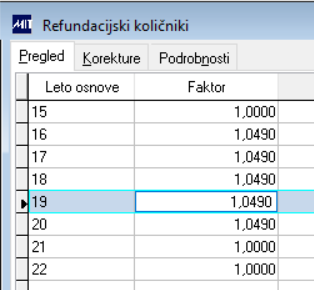 MIT Refundacijski količniki
Pregled Korekture Podrobnosti
Leto osnove Faktor
15 1,0000
16 1,0490
17 1,0490
18 1,0490
19 1,0490
20 1,0490
21 1,0000
22 1,0000